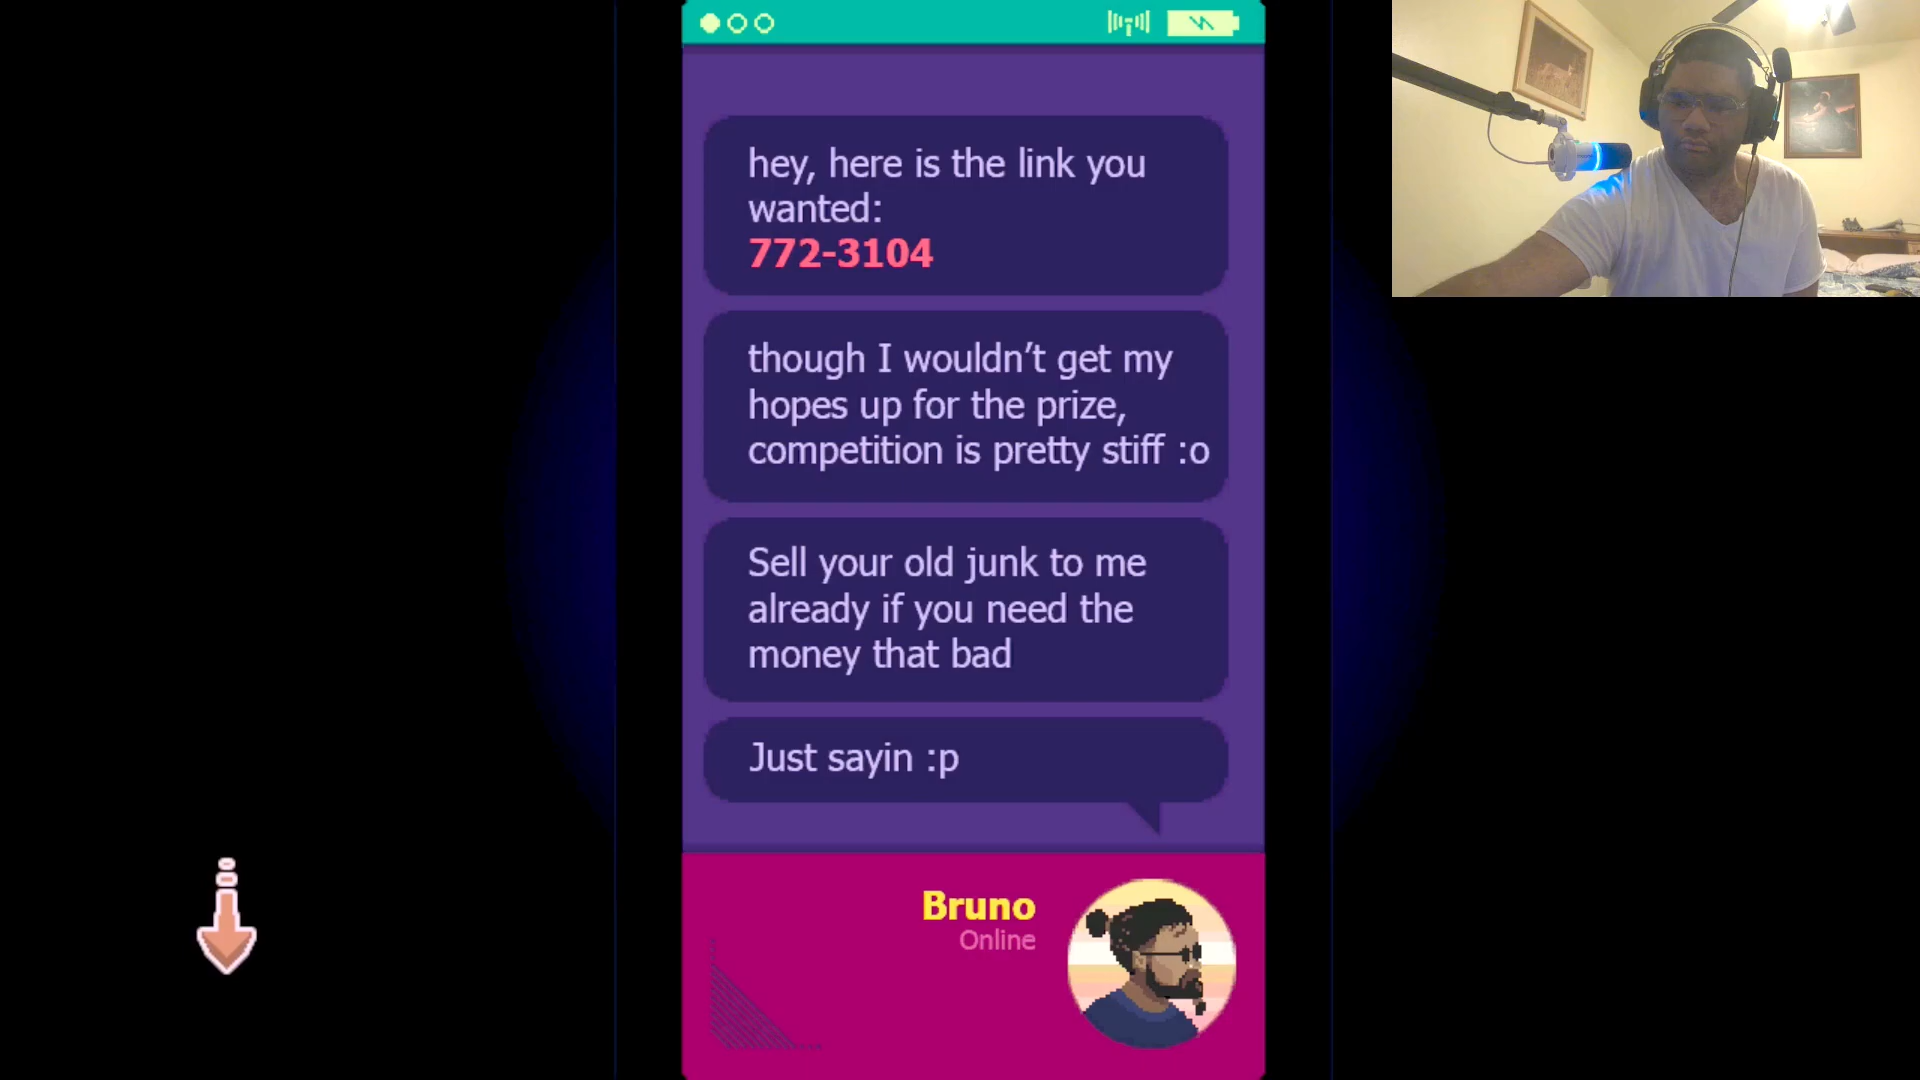 hey, here is the link you
wanted:
772-3104
though I wouldn’t get my
hopes up for the prize,
competition is pretty stiff :o
Sell your old junk to me
already if you need the
money that bad
Just sayin :p
Bruno
Online